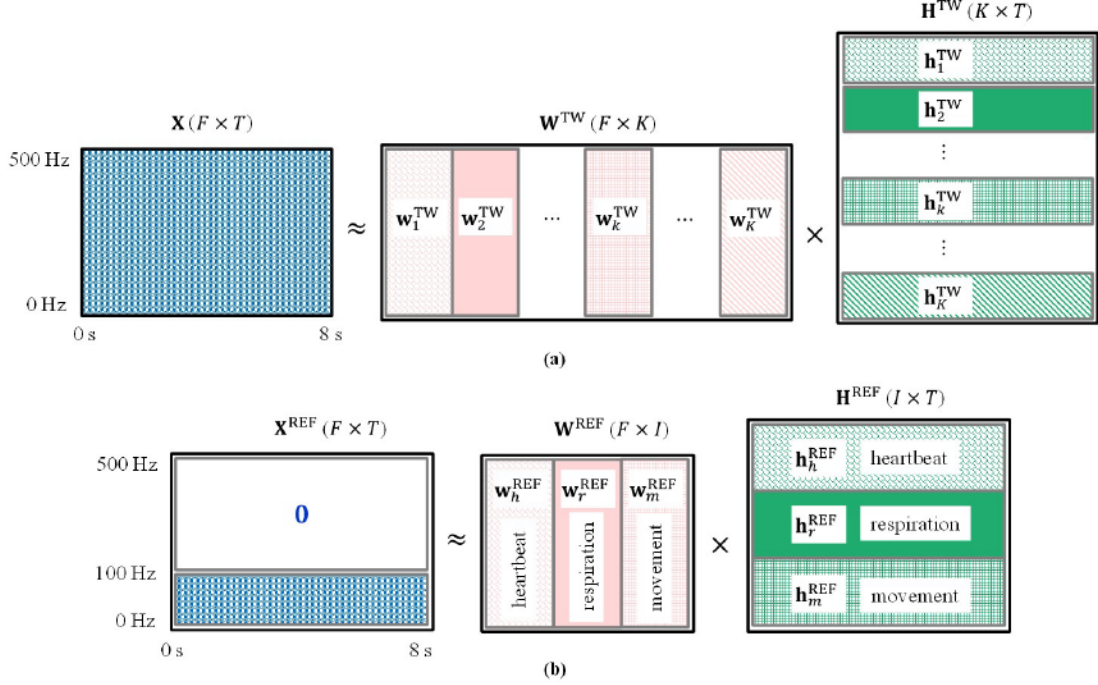 H^TW (K × T)
h_1^TW
X (F × T)
W^TW (F × K)
h_2^TW
500 Hz
⋮
w_1^TW w_2^TW ... w_k^TW ... w_K^TW
≈
×
h_k^TW
⋮
0 Hz
h_K^TW
0 s 8 s
(a)
H^REF (I × T)
X^REF (F × T)
W^REF (F × I)
500 Hz
h_h^REF heartbeat
w_h^REF w_r^REF w_m^REF
0
h_r^REF respiration
≈
×
heartbeat respiration movement
100 Hz
h_m^REF movement
0 Hz
0 s 8 s
(b)